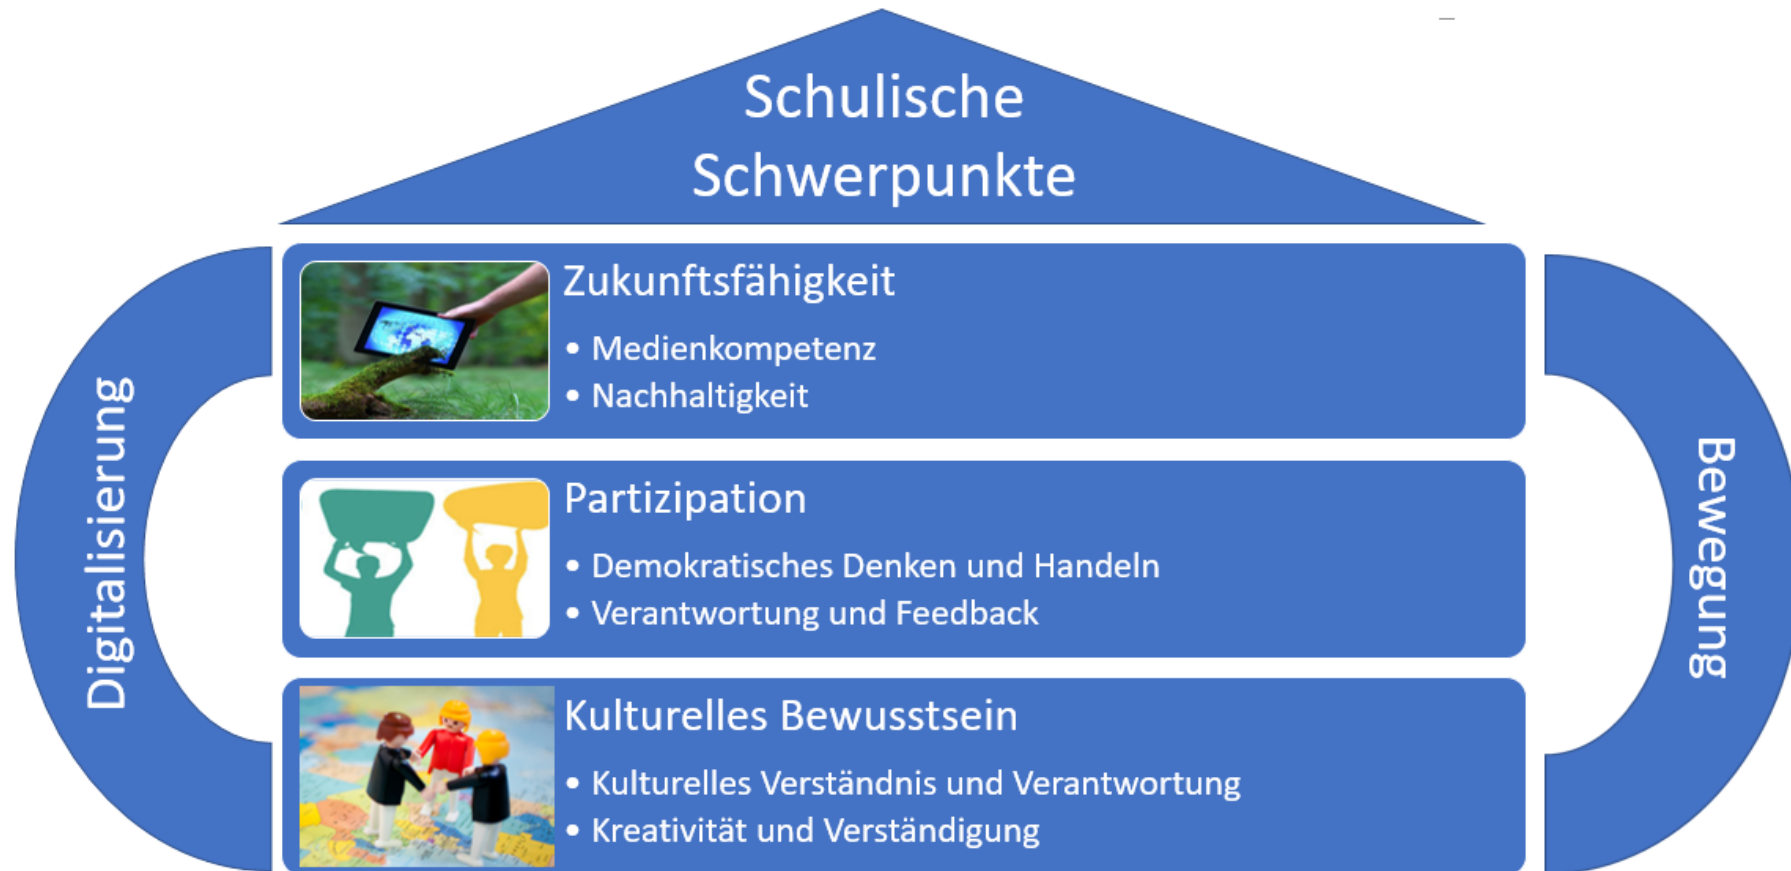 Schulische
Schwerpunkte
Digitalisierung
Zukunftsfähigkeit
• Medienkompetenz
• Nachhaltigkeit
Partizipation
• Demokratisches Denken und Handeln
• Verantwortung und Feedback
Kulturelles Bewusstsein
• Kulturelles Verständnis und Verantwortung
• Kreativität und Verständigung
Bewegung